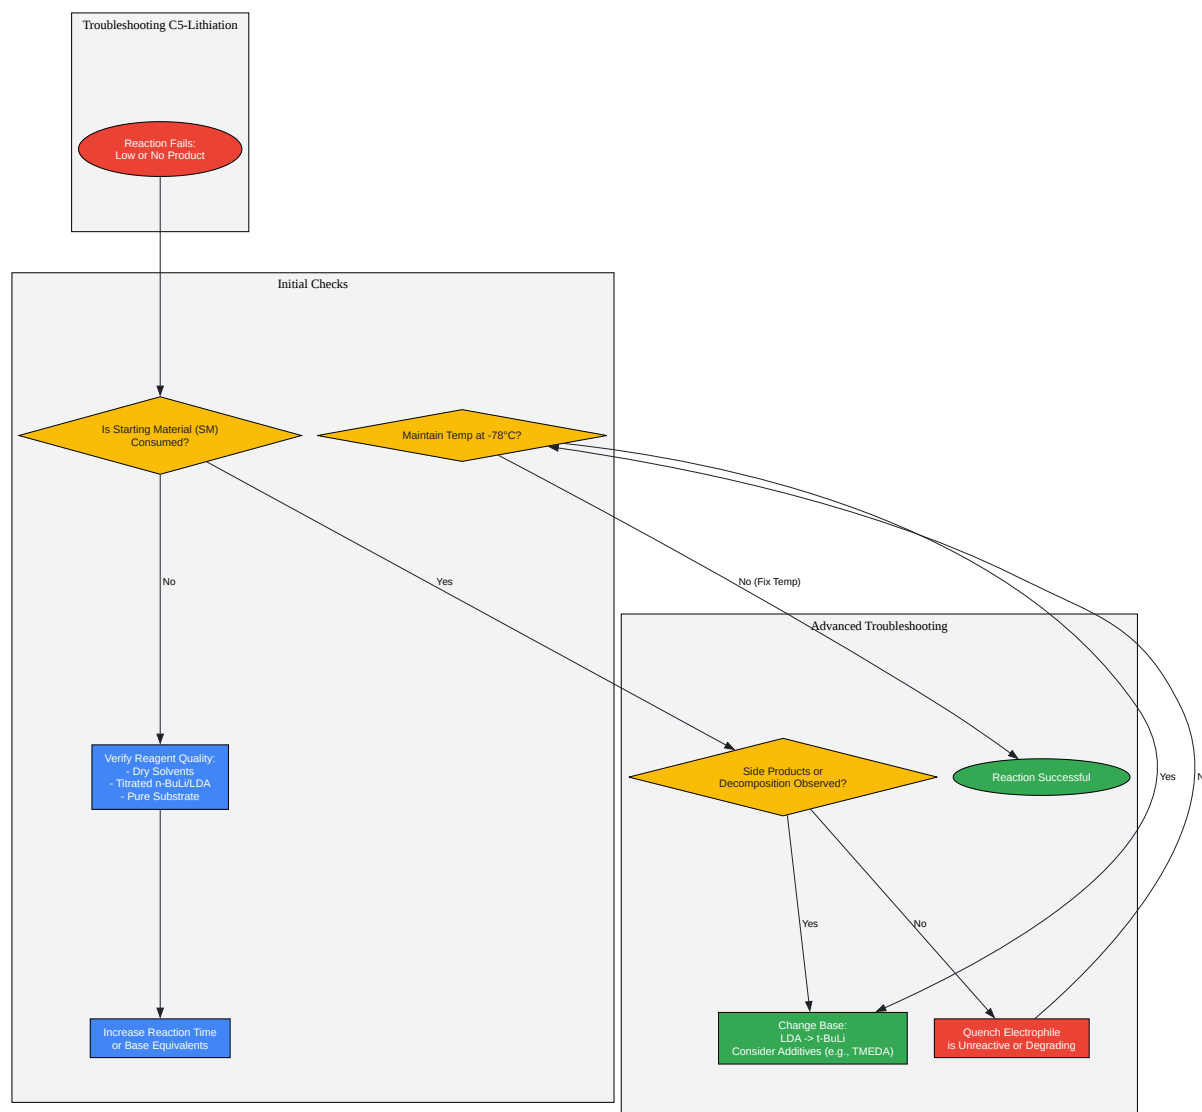 Troubleshooting C5-Lithiation
Reaction Fails:
Low or No Product
Initial Checks
Is Starting Material (SM)
Consumed?
Maintain Temp at -78°C?
No
Yes
No (Fix Temp)
Advanced Troubleshooting
Verify Reagent Quality:
- Dry Solvents
- Titrated n-BuLi/LDA
- Pure Substrate
Side Products or
Decomposition Observed?
Reaction Successful
Yes
Yes
No
Increase Reaction Time
or Base Equivalents
Change Base:
LDA -> t-BuLi
Consider Additives (e.g., TMEDA)
Quench Electrophile
is Unreactive or Degrading